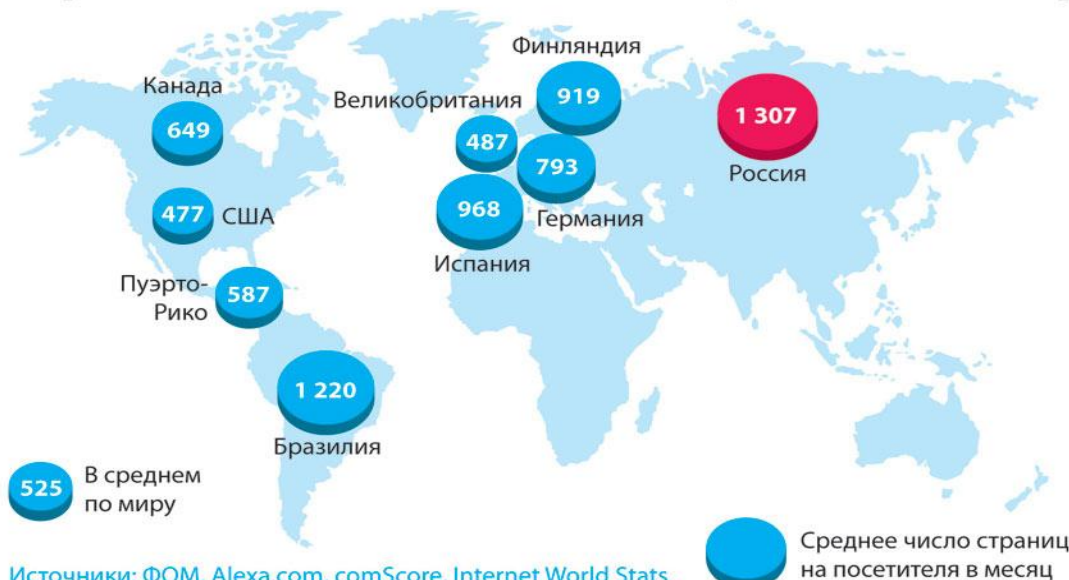 Финляндия
919
Канада
649
Великобритания
487
1 307
Россия
793
Германия
477
США
968
Испания
Пуэрто-
Рико
587
1 220
Бразилия
525
В среднем
по миру
Среднее число страниц
на посетителя в месяц
Источники: ФОМ, Alexa.com, comScore, Internet World Stats